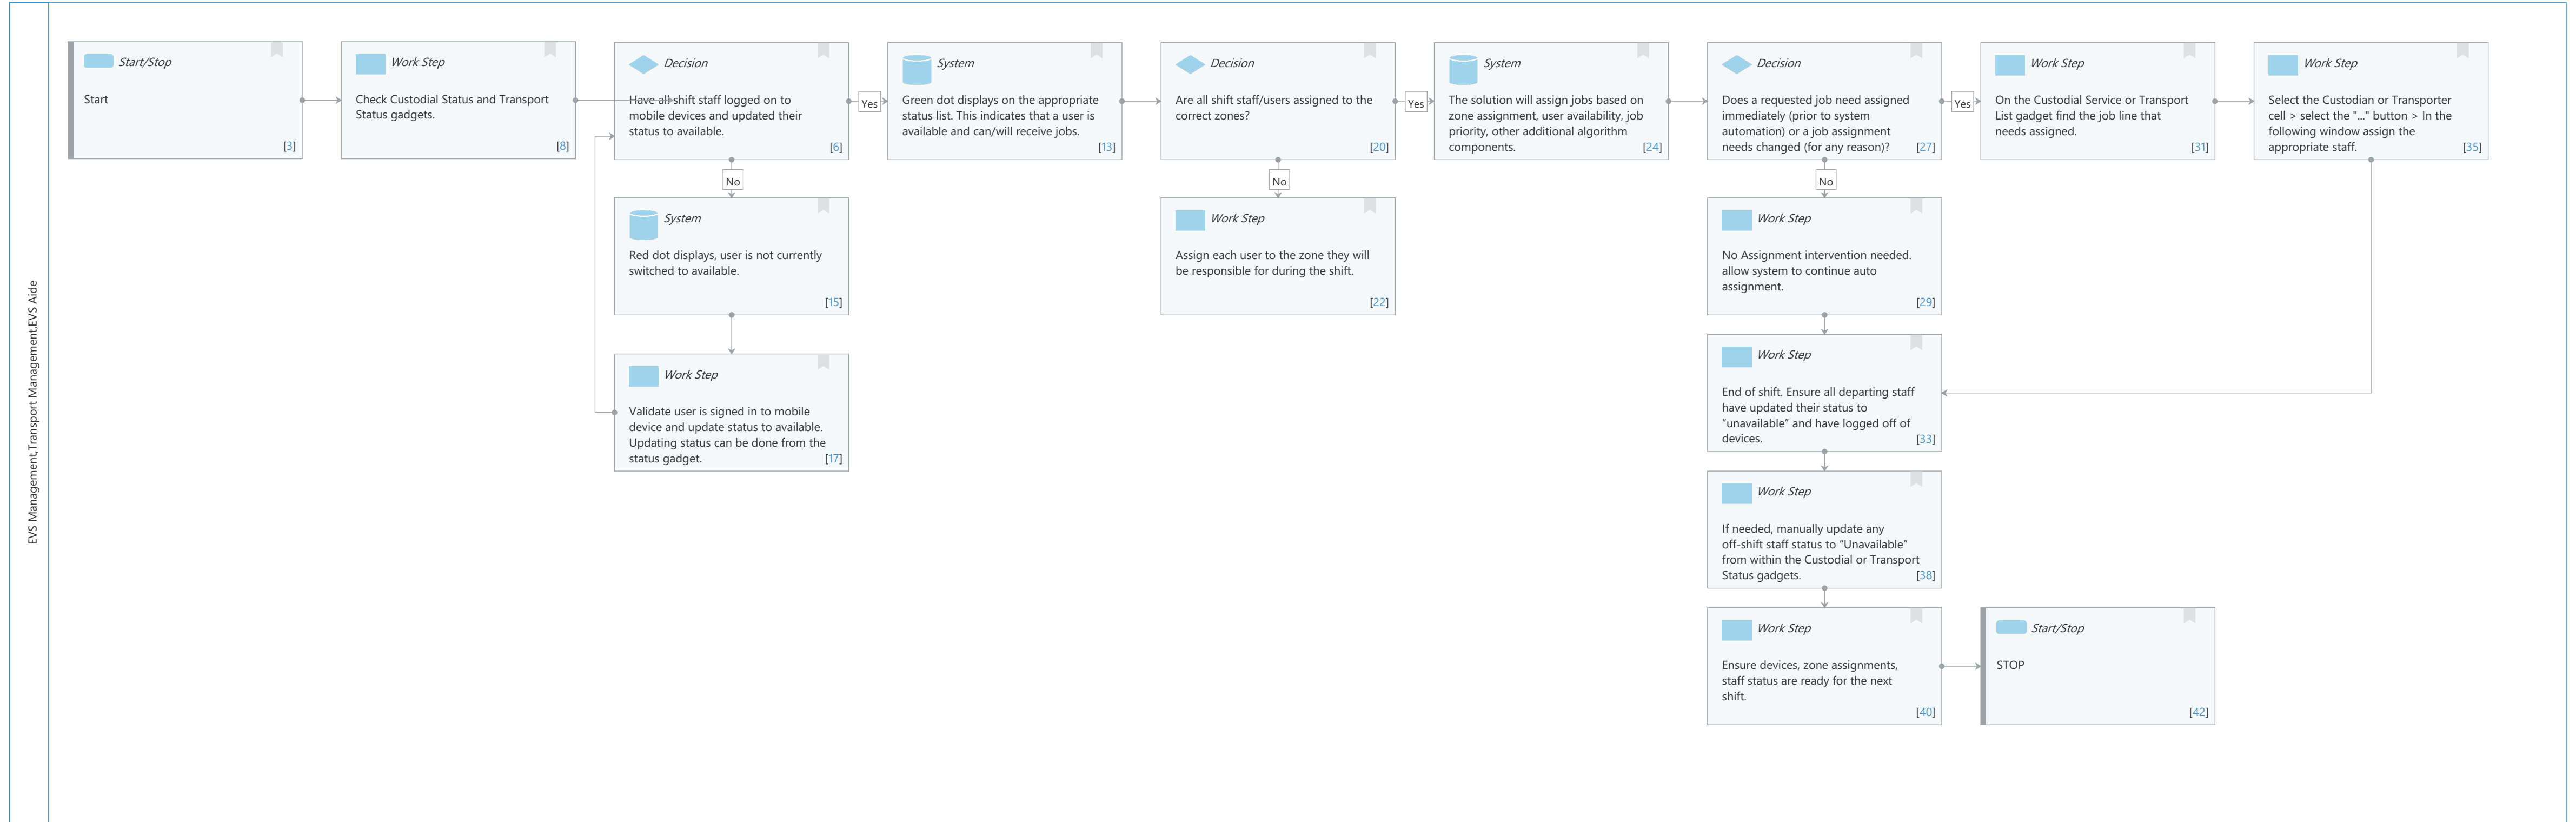 EVS Management,Transport Management,EVS Aide
Start/Stop
Start
[3]
Work Step
Check Custodial Status and Transport
Status gadgets.
[8]
Decision
Have all shift staff logged on to
mobile devices and updated their
status to available.
[6]
Yes
No
System
Green dot displays on the appropriate
status list. This indicates that a user is
available and can/will receive jobs.
[13]
Decision
Are all shift staff/users assigned to the
correct zones?
[20]
Yes
No
System
The solution will assign jobs based on
zone assignment, user availability, job
priority, other additional algorithm
components.
[24]
Decision
Does a requested job need assigned
immediately (prior to system
automation) or a job assignment
needs changed (for any reason)?
[27]
Yes
No
Work Step
On the Custodial Service or Transport
List gadget find the job line that
needs assigned.
[31]
Work Step
Select the Custodian or Transporter
cell > select the "..." button > In the
following window assign the
appropriate staff.
[35]
System
Red dot displays, user is not currently
switched to available.
[15]
Work Step
Assign each user to the zone they will
be responsible for during the shift.
[22]
Work Step
No Assignment intervention needed.
allow system to continue auto
assignment.
[29]
Work Step
Validate user is signed in to mobile
device and update status to available.
Updating status can be done from the
status gadget.
[17]
Work Step
End of shift. Ensure all departing staff
have updated their status to
“unavailable” and have logged off of
devices.
[33]
Work Step
If needed, manually update any
off-shift staff status to “Unavailable”
from within the Custodial or Transport
Status gadgets.
[38]
Work Step
Ensure devices, zone assignments,
staff status are ready for the next
shift.
[40]
Start/Stop
STOP
[42]